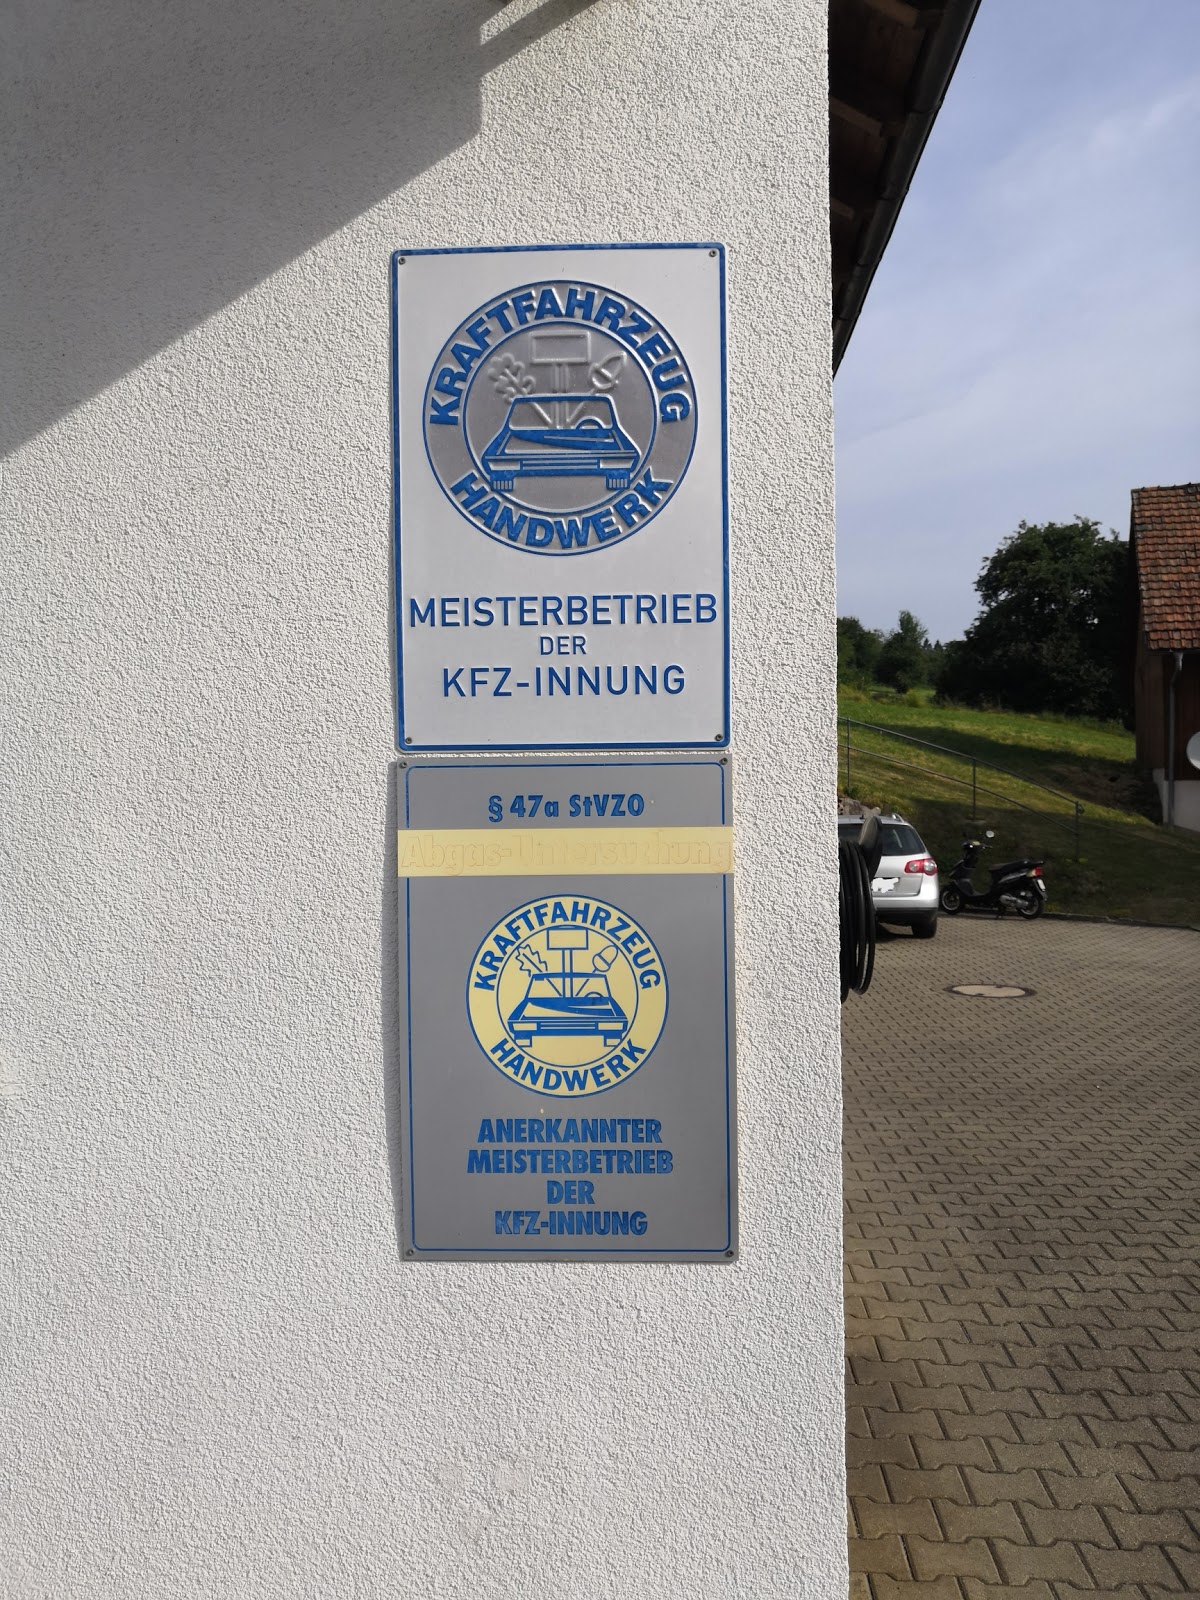 KRAFTFAHRZEUG
HANDWERK
MEISTERBETRIEB
DER
KFZ-INNUNG
§ 47a StVZO
Abgas-Untersuchung
KRAFTFAHRZEUG
HANDWERK
ANERKANNTER
MEISTERBETRIEB
DER
KFZ-INNUNG